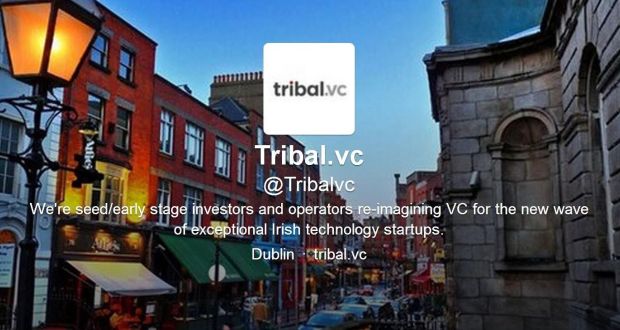 tribal.vc
Tribal.vc
@Tribalvc
We're seed/early stage investors and operators re-imagining VC for the new wave
of exceptional Irish technology startups.
Dublin · tribal.vc